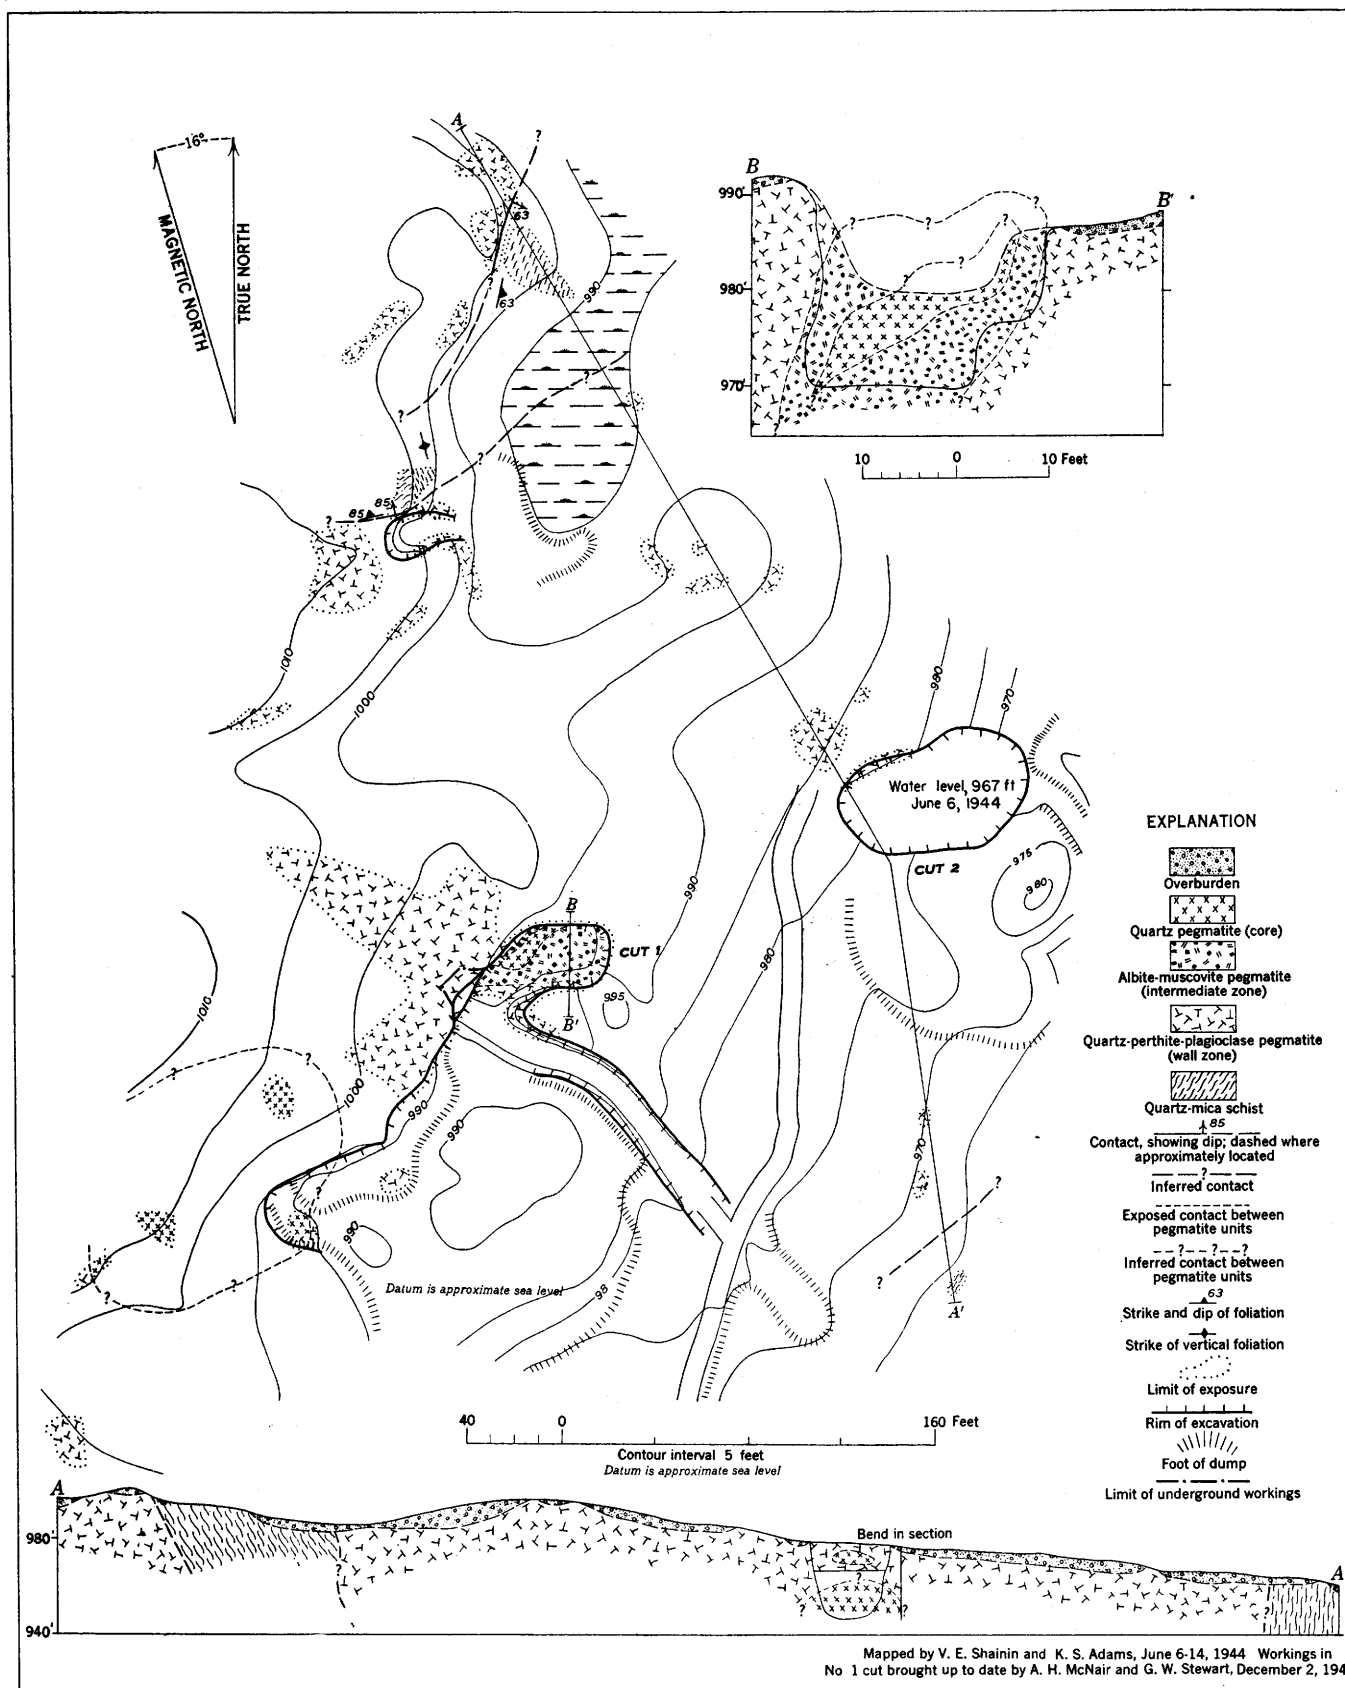 A
?
-16°-
MAGNETIC NORTH
TRUE NORTH
63
?
63
990
?
?
?
85
85
?
B
990'
B'
?
?
?
?
?
?
980'
970'
?
?
10 0 10 Feet
1010
1000
980
970
Water level, 967 ft
June 6, 1944
CUT 2
975
980
990
B
CUT 1
980
995
B'
1010
?
?
1000
990
990
?
990
?
?
970
?
?
Datum is approximate sea level
98
A'
EXPLANATION
Overburden
Quartz pegmatite (core)
Albite-muscovite pegmatite
(intermediate zone)
Quartz-perthite-plagioclase pegmatite
(wall zone)
Quartz-mica schist
85
Contact, showing dip; dashed where
approximately located
?
Inferred contact
Exposed contact between
pegmatite units
--?--?--?
Inferred contact between
pegmatite units
63
Strike and dip of foliation
Strike of vertical foliation
Limit of exposure
Rim of excavation
Foot of dump
Limit of underground workings
40 0 160 Feet
Contour interval 5 feet
Datum is approximate sea level
A
980'
940'
?
?
Bend in section
?
?
?
?
A
Mapped by V. E. Shainin and K. S. Adams, June 6-14, 1944 Workings in
No 1 cut brought up to date by A. H. McNair and G. W. Stewart, December 2, 194